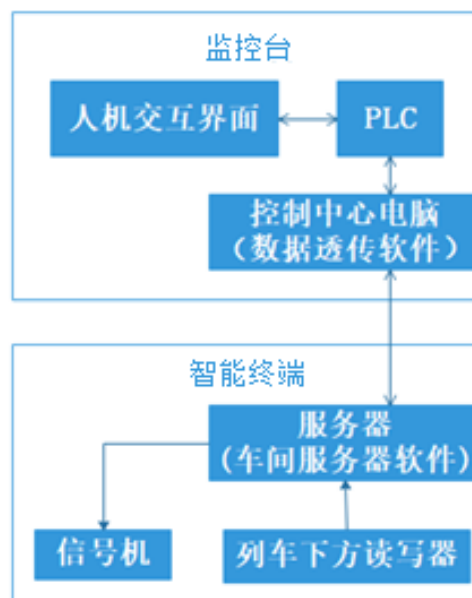 监控台
人机交互界面
PLC
控制中心电脑
（数据透传软件）
智能终端
服务器
（车间服务器软件）
信号机
列车下方读写器